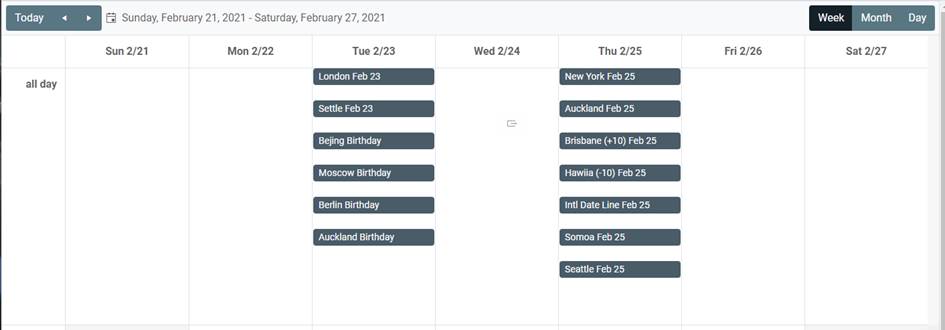 Today Sunday, February 21, 2021 - Saturday, February 27, 2021 Week Month Day
Sun 2/21 Mon 2/22 Tue 2/23 Wed 2/24 Thu 2/25 Fri 2/26 Sat 2/27
all day
London Feb 23
Settle Feb 23
Bejing Birthday
Moscow Birthday
Berlin Birthday
Auckland Birthday
New York Feb 25
Auckland Feb 25
Brisbane (+10) Feb 25
Hawiia (-10) Feb 25
Intl Date Line Feb 25
Somoa Feb 25
Seattle Feb 25